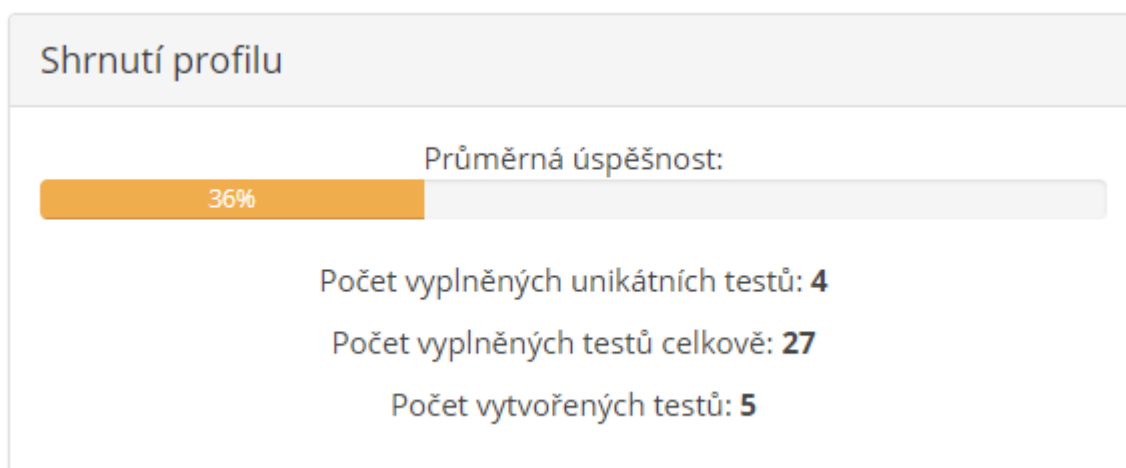 Shrnutí profilu
Průměrná úspěšnost:
36%
Počet vyplněných unikátních testů: 4
Počet vyplněných testů celkově: 27
Počet vytvořených testů: 5